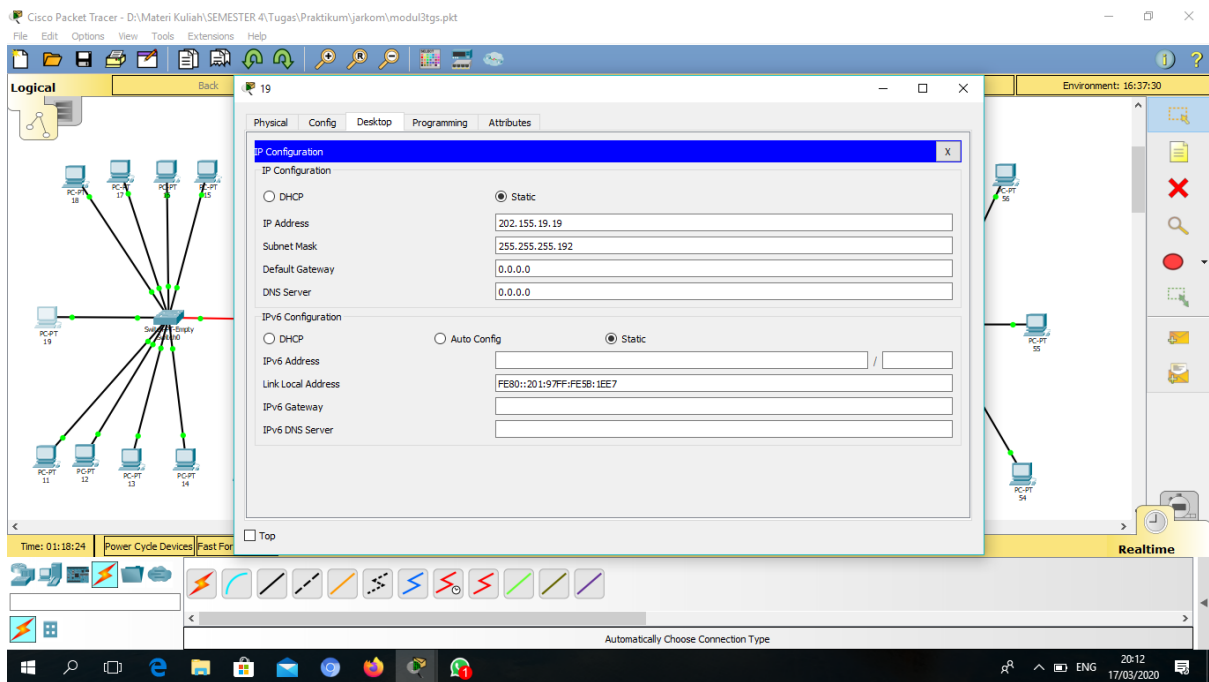 Cisco Packet Tracer - D:\Materi Kuliah\SEMESTER 4\Tugas\Praktikum\jarkom\modul3tgs.pkt
File Edit Options View Tools Extensions Help
Logical
Back
Environment: 16:37:30
19
Physical Config Desktop Programming Attributes
IP Configuration
X
IP Configuration
DHCP Static
IP Address 202.155.19.19
Subnet Mask 255.255.255.192
Default Gateway 0.0.0.0
DNS Server 0.0.0.0
IPv6 Configuration
DHCP Auto Config Static
IPv6 Address /
Link Local Address FE80::201:97FF:FE5B:1EE7
IPv6 Gateway
IPv6 DNS Server
Top
PC-PT
18
PC-PT
17
PC-PT
PC-PT
15
PC-PT
19
PC-PT
11
PC-PT
12
PC-PT
13
PC-PT
14
PC-PT
56
PC-PT
55
PC-PT
54
Time: 01:18:24 Power Cycle Devices Fast For
Realtime
Automatically Choose Connection Type
ENG
20:12
17/03/2020